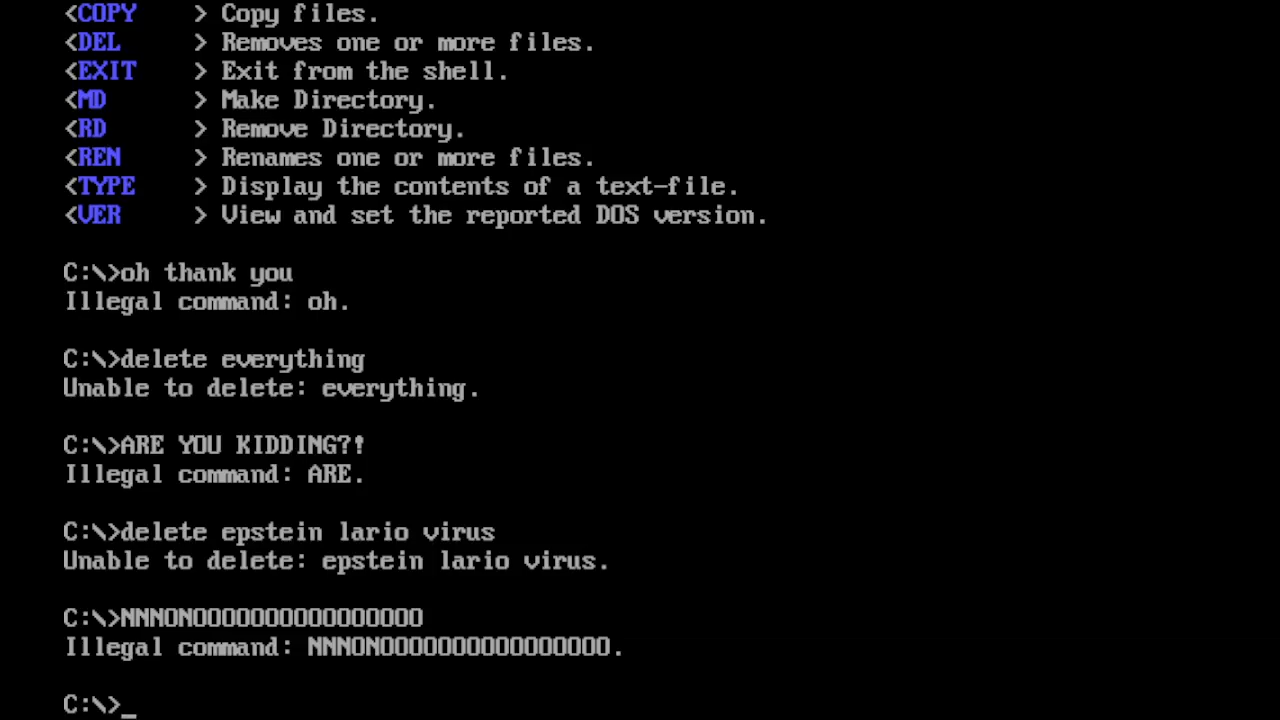 <COPY    > Copy files.
<DEL     > Removes one or more files.
<EXIT    > Exit from the shell.
<MD      > Make Directory.
<RD      > Remove Directory.
<REN     > Renames one or more files.
<TYPE    > Display the contents of a text-file.
<VER     > View and set the reported DOS version.
C:\>oh thank you
Illegal command: oh.
C:\>delete everything
Unable to delete: everything.
C:\>ARE YOU KIDDING?!
Illegal command: ARE.
C:\>delete epstein lario virus
Unable to delete: epstein lario virus.
C:\>NNNONOOOOOOOOOOOOOOOO
Illegal command: NNNONOOOOOOOOOOOOOOOO.
C:\>_